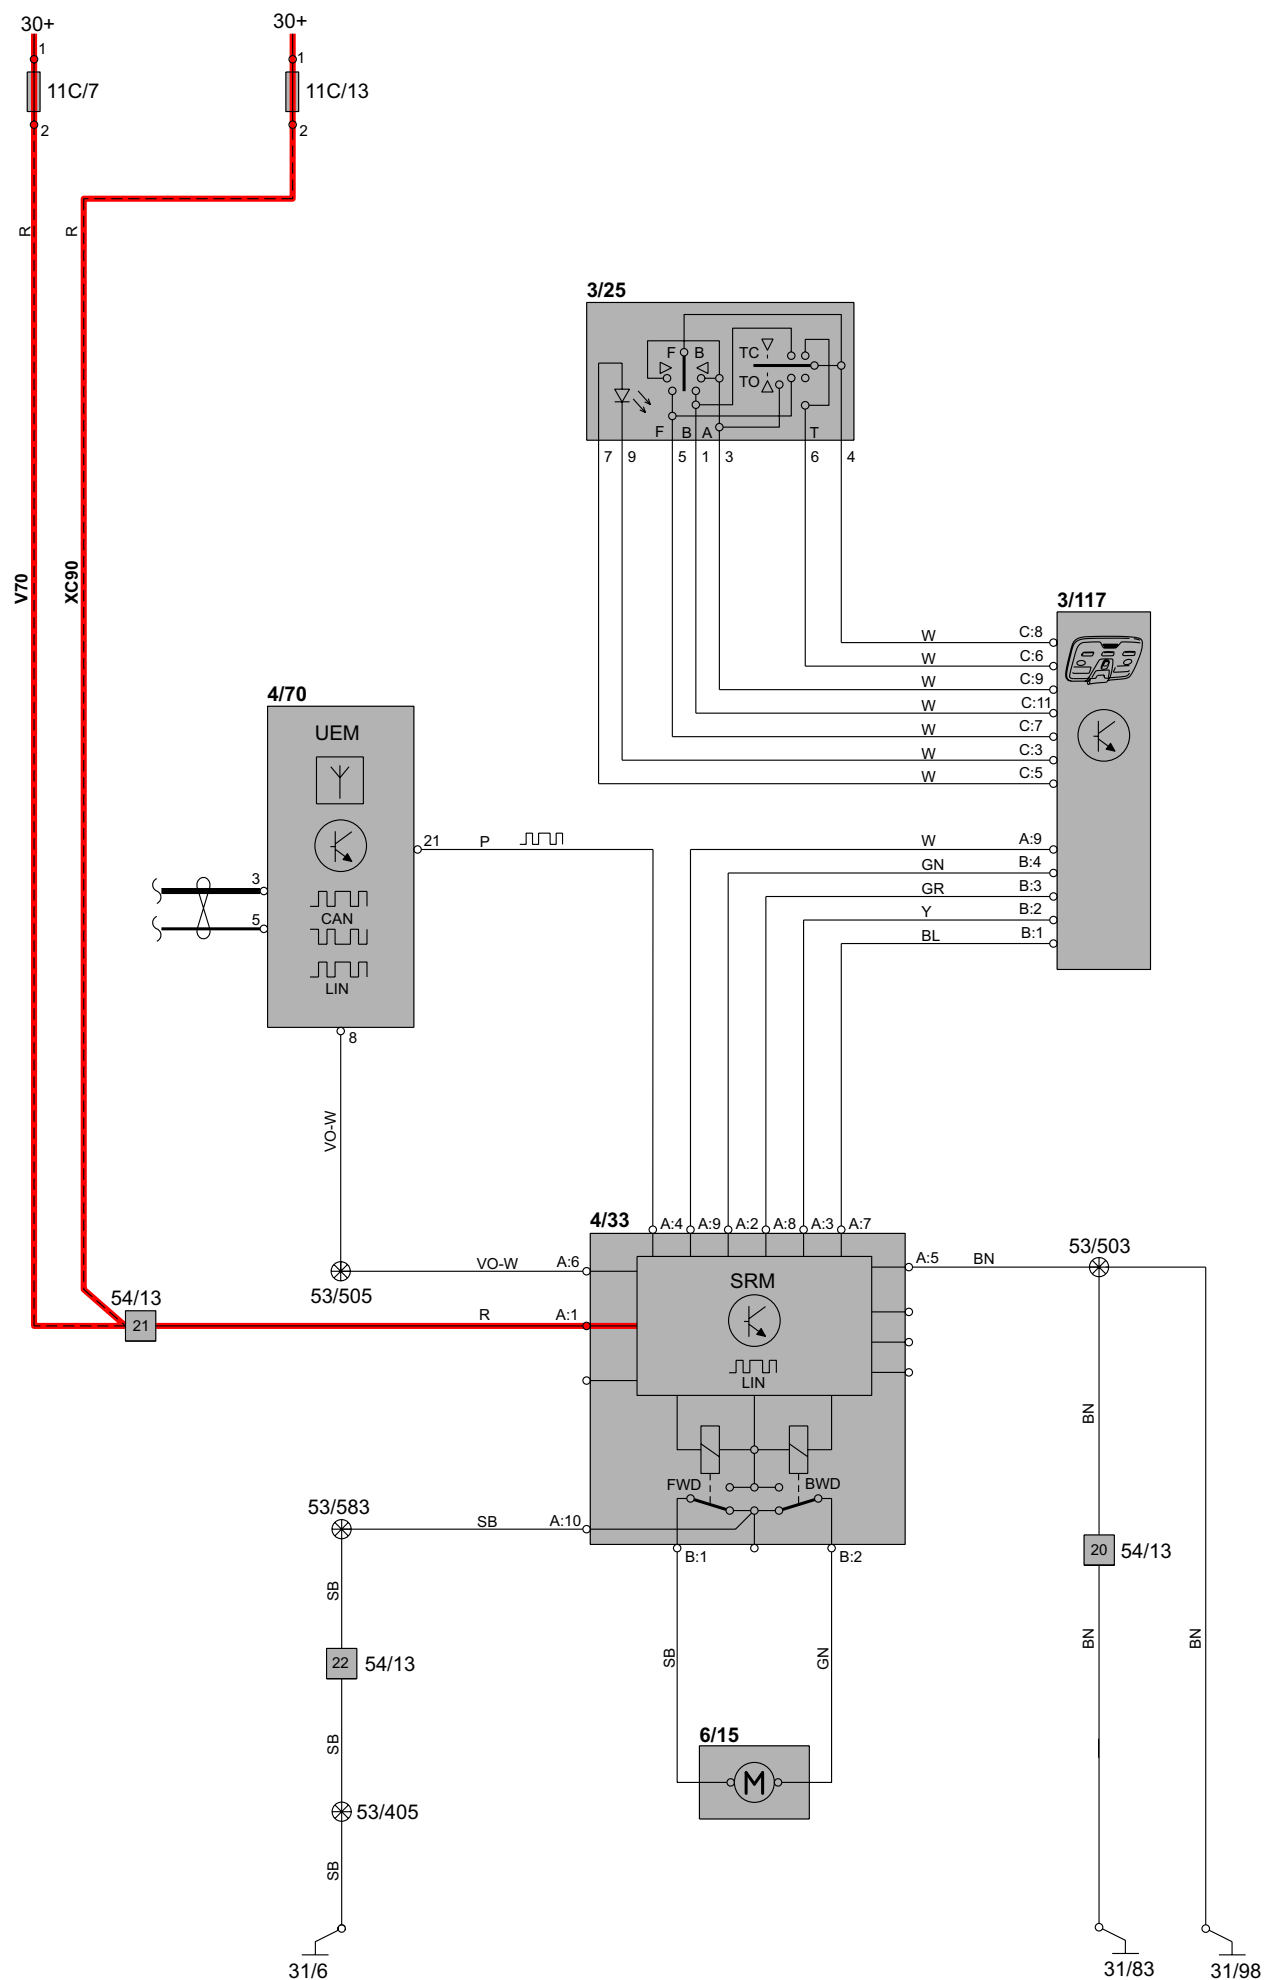 30+
30+
1
1
11C/7
11C/13
2
2
R
R
V70
XC90
3/25
F
B
TC
TO
F
B
A
T
7
9
5
1
3
6
4
3/117
W
C:8
W
C:6
W
C:9
W
C:11
W
C:7
W
C:3
W
C:5
W
A:9
GN
B:4
GR
B:3
Y
B:2
BL
B:1
4/70
UEM
21
P
3
5
CAN
LIN
8
VO-W
53/505
VO-W
A:6
4/33
A:4
A:9
A:2
A:8
A:3
A:7
A:5
BN
53/503
SRM
LIN
54/13
21
R
A:1
FWD
BWD
53/583
SB
A:10
B:1
B:2
BN
20
54/13
SB
22
54/13
SB
GN
BN
BN
SB
6/15
M
53/405
SB
31/6
31/83
31/98